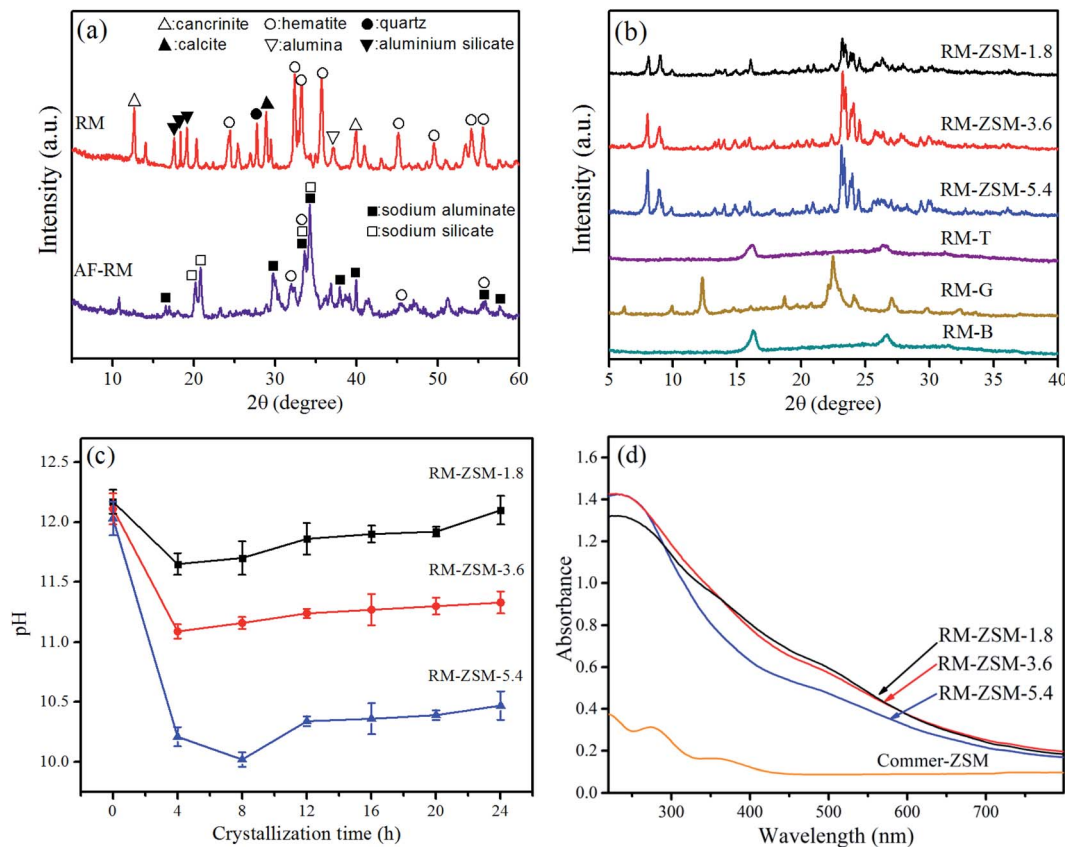 (a)
△:cancrinite ○:hematite ●:quartz
▲:calcite ▽:alumina ▼:aluminium silicate
RM
■:sodium aluminate
□:sodium silicate
AF-RM
Intensity (a.u.)
10 20 30 40 50 60
2θ (degree)
(b)
RM-ZSM-1.8
RM-ZSM-3.6
RM-ZSM-5.4
RM-T
RM-G
RM-B
Intensity (a.u.)
5 10 15 20 25 30 35 40
2θ (degree)
(c)
12.5
12.0
11.5
11.0
10.5
10.0
pH
RM-ZSM-1.8
RM-ZSM-3.6
RM-ZSM-5.4
0 4 8 12 16 20 24
Crystallization time (h)
(d)
1.6
1.4
1.2
1.0
0.8
0.6
0.4
0.2
0.0
Absorbance
RM-ZSM-1.8
RM-ZSM-3.6
RM-ZSM-5.4
Commer-ZSM
300 400 500 600 700
Wavelength (nm)